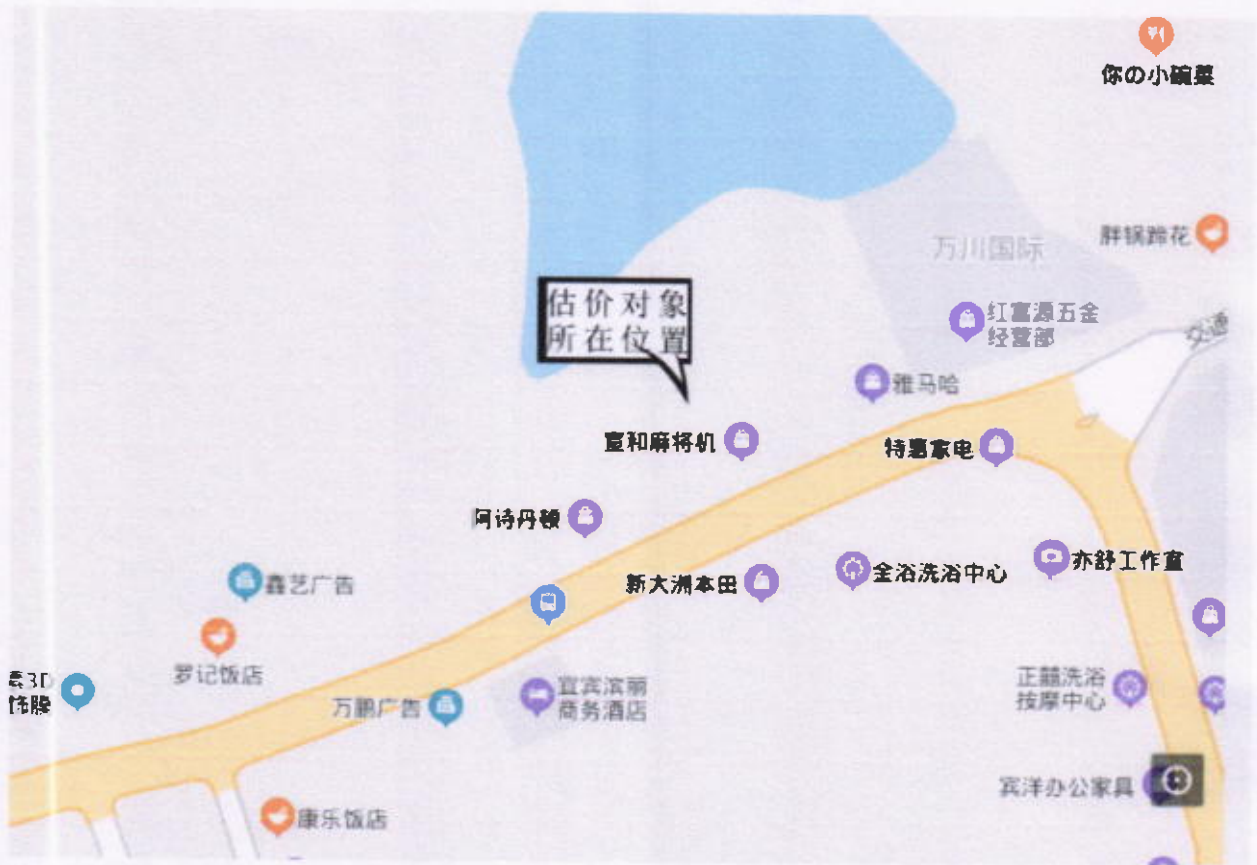 你の小碗菜
胖锅蹄花
万川国际
红富源五金
经营部
估价对象
所在位置
雅马哈
宣和麻将机
特惠家电
阿诗丹顿
新大洲本田
全浴洗浴中心
亦舒工作室
鑫艺广告
罗记饭店
宜宾滨丽
商务酒店
万鹏广告
正囍洗浴
按摩中心
宾洋办公家具
康乐饭店